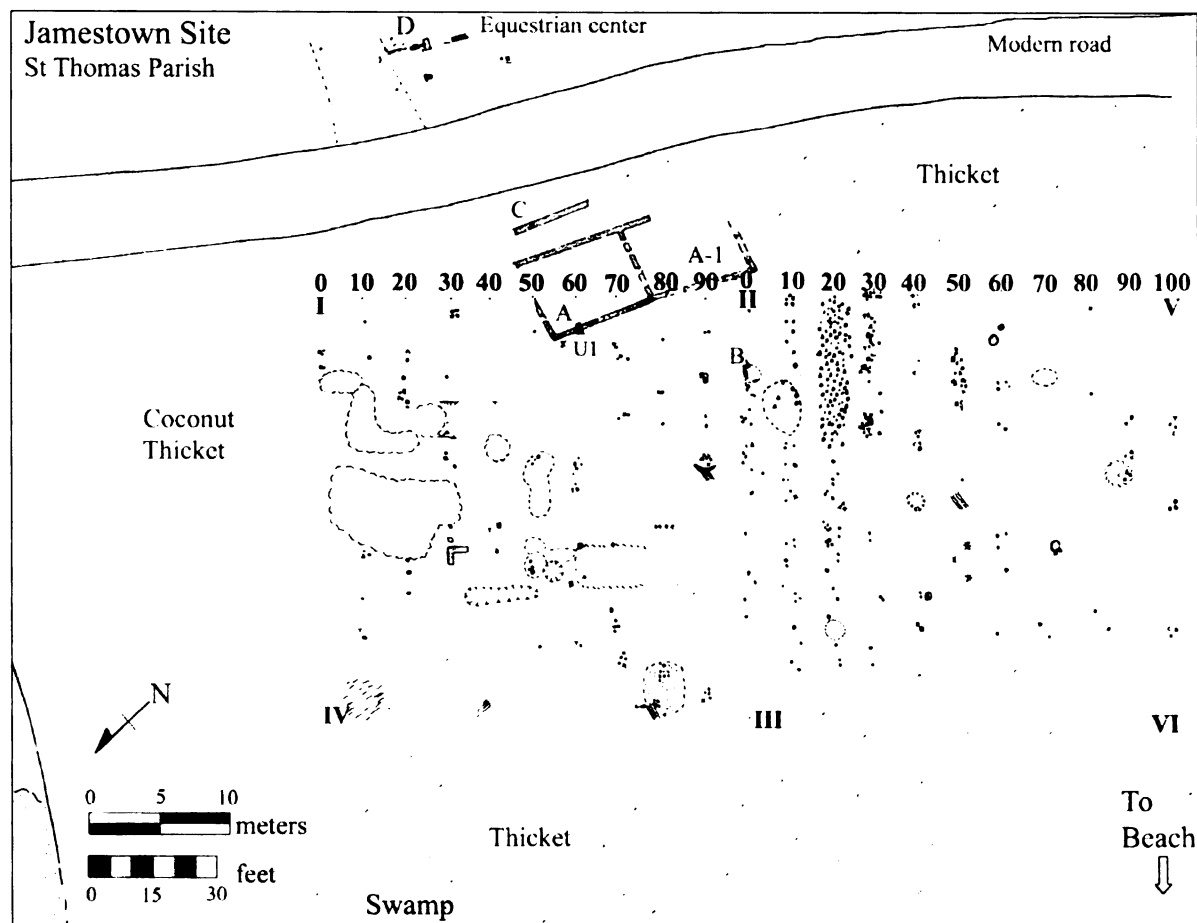 Jamestown Site
St Thomas Parish
D
Equestrian center
Modern road
Thicket
C
A-1
0 10 20 30 40 50 60 70 80 90 0 10 20 30 40 50 60 70 80 90 100
I II V
A
U1
B
Coconut
Thicket
N
IV III VI
0 5 10
meters
feet
0 15 30
Thicket
Swamp
To
Beach